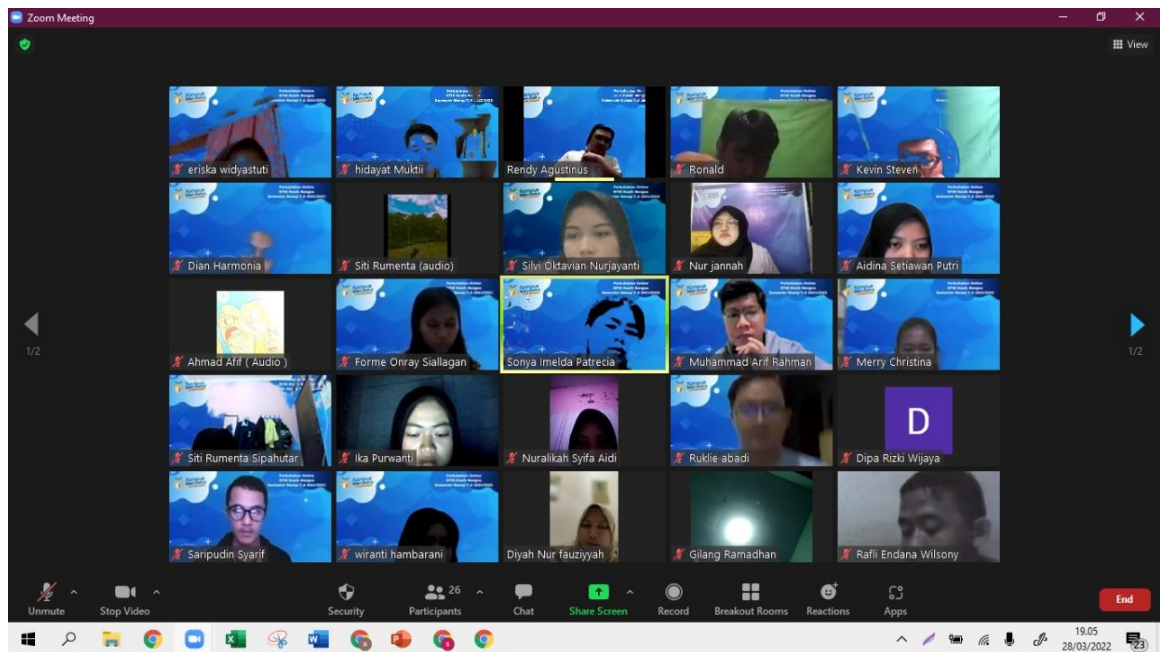 Zoom Meeting
View
eriska widyastuti
hidayat Muktii
Rendy Agustinus
Ronald
Kevin Steven
Dian Harmonia
Siti Rumenta (audio)
Silvi Oktavian Nurjayanti
Nur jannah
Aidina Setiawan Putri
Ahmad Afif ( Audio )
Forme Onray Siallagan
Sonya Imelda Patrecia
Muhammad Arif Rahman
Merry Christina
1/2
1/2
Siti Rumenta Sipahutar
Ika Purwanti
Nuralikah Syifa Aidi
Ruklie abadi
D
Dipa Rizki Wijaya
Saripudin Syarif
wiranti hambarani
Diyah Nur fauziyyah
Gilang Ramadhan
Rafli Endana Wilsony
Unmute
Stop Video
Security
26
Participants
Chat
Share Screen
Record
Breakout Rooms
Reactions
Apps
End
19.05
28/03/2022
23